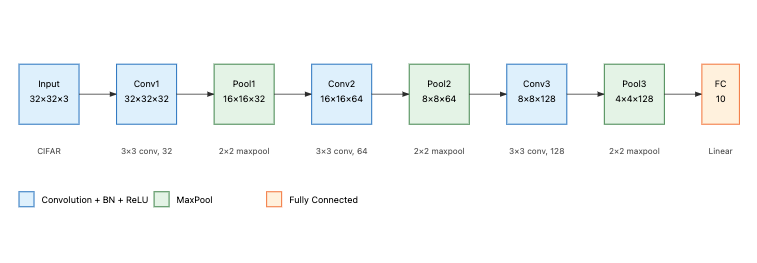 Input
32×32×3
Conv1
32×32×32
Pool1
16×16×32
Conv2
16×16×64
Pool2
8×8×64
Conv3
8×8×128
Pool3
4×4×128
FC
10
CIFAR
3×3 conv, 32
2×2 maxpool
3×3 conv, 64
2×2 maxpool
3×3 conv, 128
2×2 maxpool
Linear
Convolution + BN + ReLU
MaxPool
Fully Connected